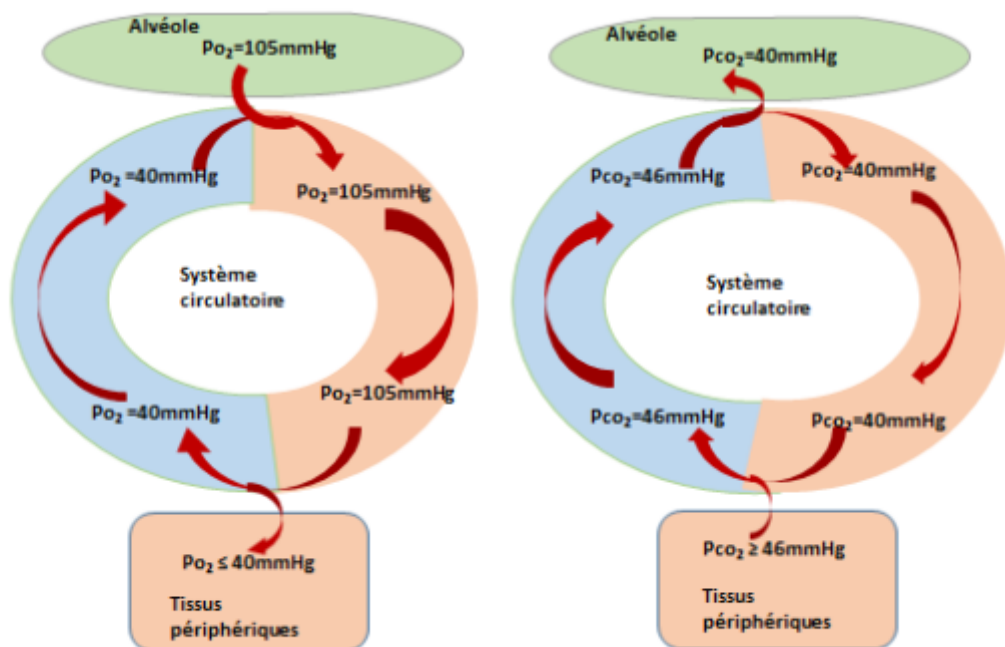 Alvéole
Po₂=105mmHg
Po₂ =40mmHg
Po₂=105mmHg
Système
circulatoire
Po₂=105mmHg
Po₂ =40mmHg
Po₂ ≤ 40mmHg
Tissus
périphériques
Alvéole
Pco₂=40mmHg
Pco₂=46mmHg
Pco₂=40mmHg
Système
circulatoire
Pco₂=46mmHg
Pco₂=40mmHg
Pco₂ ≥ 46mmHg
Tissus
périphériques